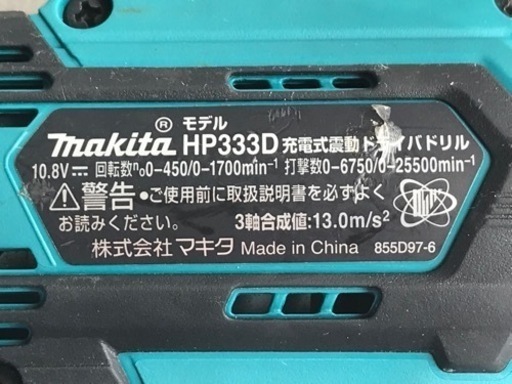 モデル
®
makita HP333D 充電式震動ドライバドリル
10.8V⎓ 回転数n₀0-450/0-1700min⁻¹ 打撃数0-6750/0-25500min⁻¹
⚠警告 •ご使用前に取扱説明書を必ずよく
お読みください。 3軸合成値:13.0m/s²
株式会社マキタ Made in China 855D97-6